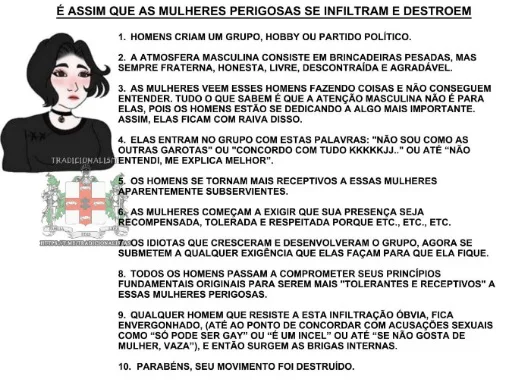 É ASSIM QUE AS MULHERES PERIGOSAS SE INFILTRAM E DESTROEM
1. HOMENS CRIAM UM GRUPO, HOBBY OU PARTIDO POLÍTICO.
2. A ATMOSFERA MASCULINA CONSISTE EM BRINCADEIRAS PESADAS, MAS
SEMPRE FRATERNA, HONESTA, LIVRE, DESCONTRAÍDA E AGRADÁVEL.
3. AS MULHERES VEEM ESSES HOMENS FAZENDO COISAS E NÃO CONSEGUEM
ENTENDER. TUDO O QUE SABEM É QUE A ATENÇÃO MASCULINA NÃO É PARA
ELAS, POIS OS HOMENS ESTÃO SE DEDICANDO A ALGO MAIS IMPORTANTE.
ASSIM, ELAS FICAM COM RAIVA DISSO.
4. ELAS ENTRAM NO GRUPO COM ESTAS PALAVRAS: "NÃO SOU COMO AS
OUTRAS GAROTAS" OU "CONCORDO COM TUDO KKKKKJJ.." OU ATÉ “NÃO
ENTENDI, ME EXPLICA MELHOR”.
TRADICIONALISM
5. OS HOMENS SE TORNAM MAIS RECEPTIVOS A ESSAS MULHERES
APARENTEMENTE SUBSERVIENTES.
6. AS MULHERES COMEÇAM A EXIGIR QUE SUA PRESENÇA SEJA
RECOMPENSADA, TOLERADA E RESPEITADA PORQUE ETC., ETC., ETC.
7. OS IDIOTAS QUE CRESCERAM E DESENVOLVERAM O GRUPO, AGORA SE
SUBMETEM A QUALQUER EXIGÊNCIA QUE ELAS FAÇAM PARA QUE ELA FIQUE.
8. TODOS OS HOMENS PASSAM A COMPROMETER SEUS PRINCÍPIOS
FUNDAMENTAIS ORIGINAIS PARA SEREM MAIS "TOLERANTES E RECEPTIVOS" A
ESSAS MULHERES PERIGOSAS.
9. QUALQUER HOMEM QUE RESISTE A ESTA INFILTRAÇÃO ÓBVIA, FICA
ENVERGONHADO, (ATÉ AO PONTO DE CONCORDAR COM ACUSAÇÕES SEXUAIS
COMO “SÓ PODE SER GAY” OU “É UM INCEL” OU ATÉ “SE NÃO GOSTA DE
MULHER, VAZA”), E ENTÃO SURGEM AS BRIGAS INTERNAS.
10. PARABÉNS, SEU MOVIMENTO FOI DESTRUÍDO.